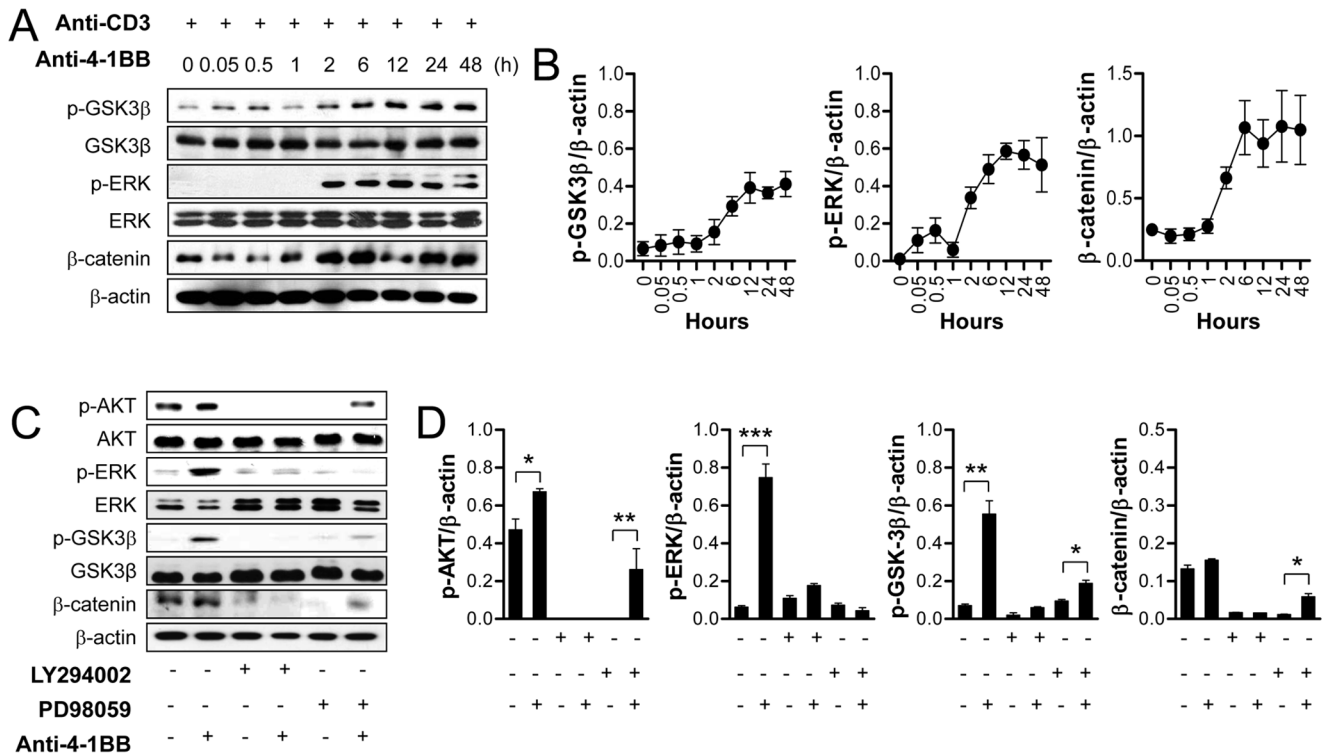 A
Anti-CD3 + + + + + + + + +
Anti-4-1BB 0 0.05 0.5 1 2 6 12 24 48 (h)
p-GSK3β
GSK3β
p-ERK
ERK
β-catenin
β-actin
B
p-GSK3β/β-actin
1.0
0.8
0.6
0.4
0.2
0.0
0 0.05 0.5 1 2 6 12 24 48
Hours
p-ERK/β-actin
1.0
0.8
0.6
0.4
0.2
0.0
0 0.05 0.5 1 2 6 12 24 48
Hours
β-catenin/β-actin
1.5
1.0
0.5
0.0
0 0.05 0.5 1 2 6 12 24 48
Hours
C
p-AKT
AKT
p-ERK
ERK
p-GSK3β
GSK3β
β-catenin
β-actin
LY294002 - - + + - -
PD98059 - - - - + +
Anti-4-1BB - + - + - +
D
p-AKT/β-actin
1.0
0.8
0.6
0.4
0.2
0.0
*
**
- - + + - -
- - - - + +
- + - + - +
p-ERK/β-actin
1.0
0.8
0.6
0.4
0.2
0.0
***
- - + + - -
- - - - + +
- + - + - +
p-GSK-3β/β-actin
1.0
0.8
0.6
0.4
0.2
0.0
**
*
- - + + - -
- - - - + +
- + - + - +
β-catenin/β-actin
0.5
0.4
0.3
0.2
0.1
0.0
*
- - + + - -
- - - - + +
- + - + - +